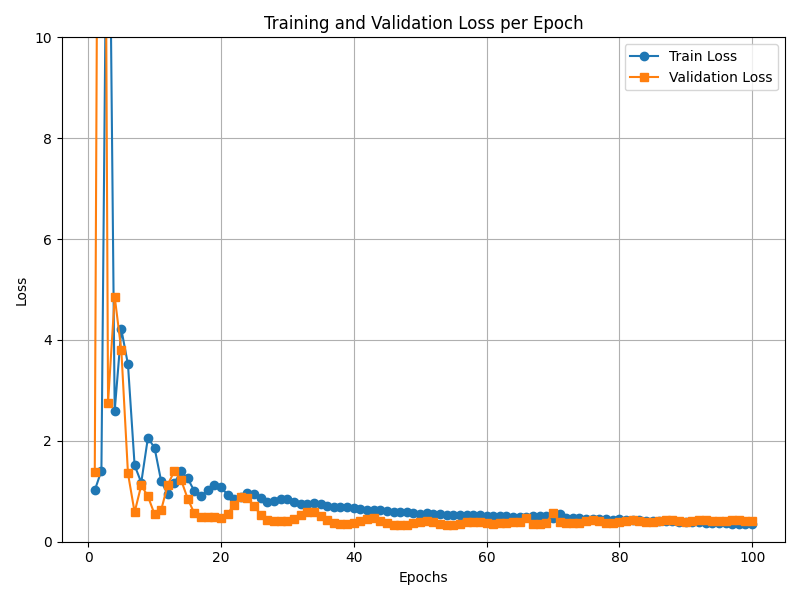 Training and Validation Loss per Epoch
Train Loss
Validation Loss
Loss
10
8
6
4
2
0
0 20 40 60 80 100
Epochs